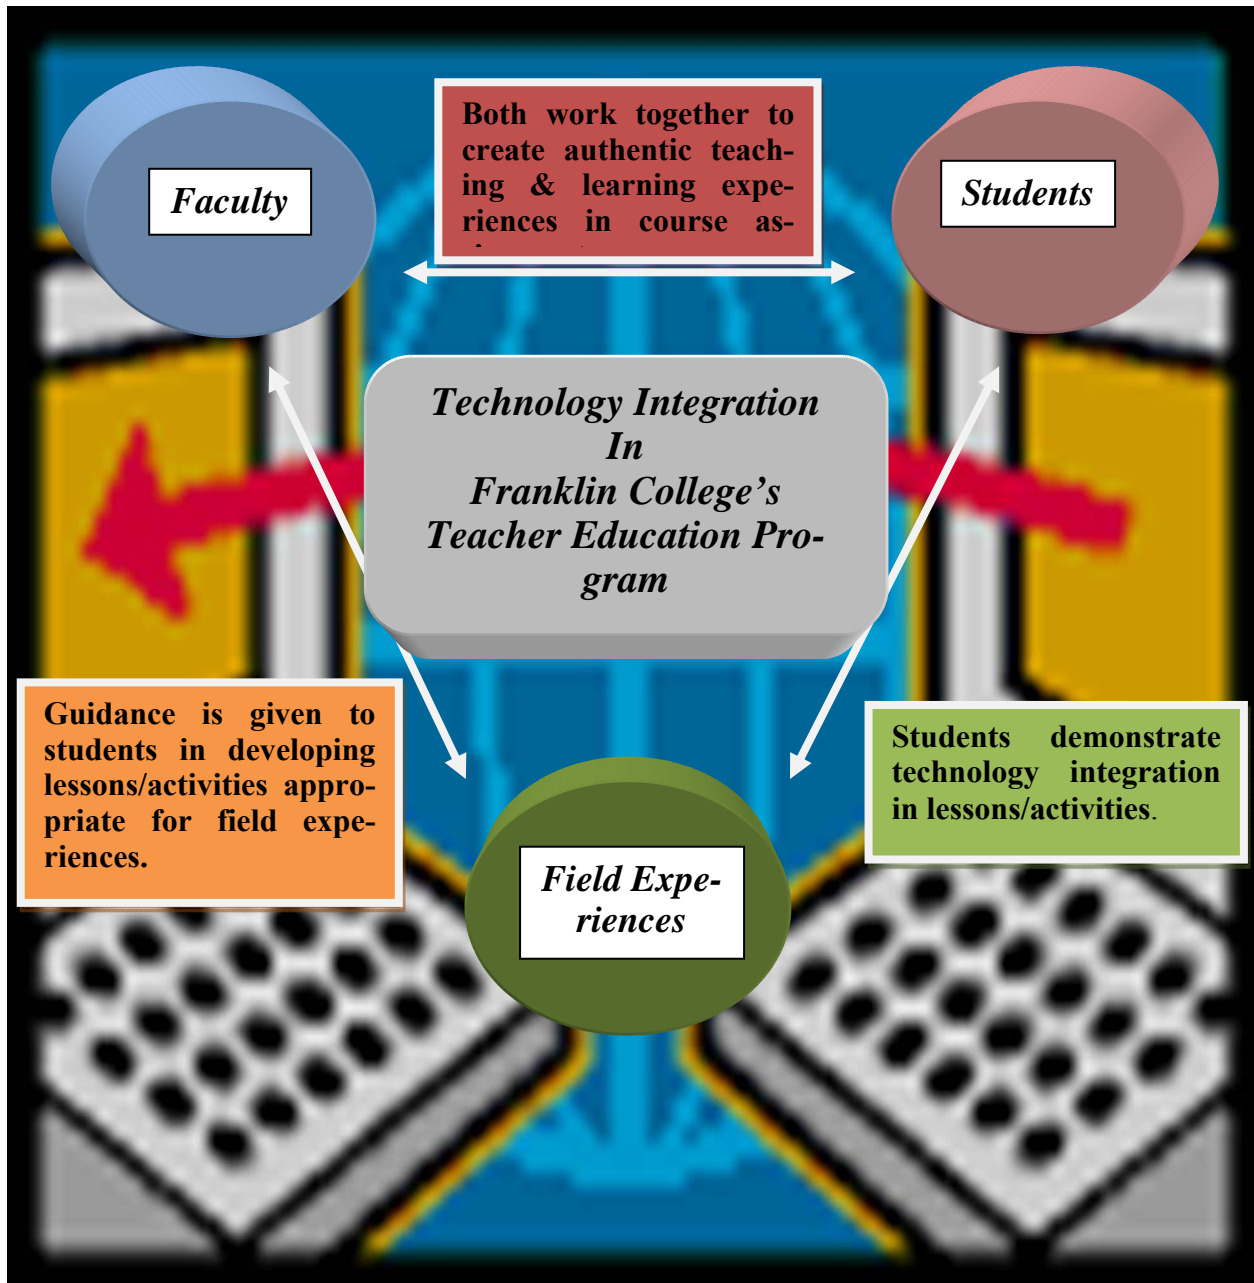 Faculty
Both work together to
create authentic teach-
ing & learning expe-
riences in course as-
Students
Technology Integration
In
Franklin College’s
Teacher Education Pro-
gram
Guidance is given to
students in developing
lessons/activities appro-
priate for field expe-
riences.
Students demonstrate
technology integration
in lessons/activities.
Field Expe-
riences